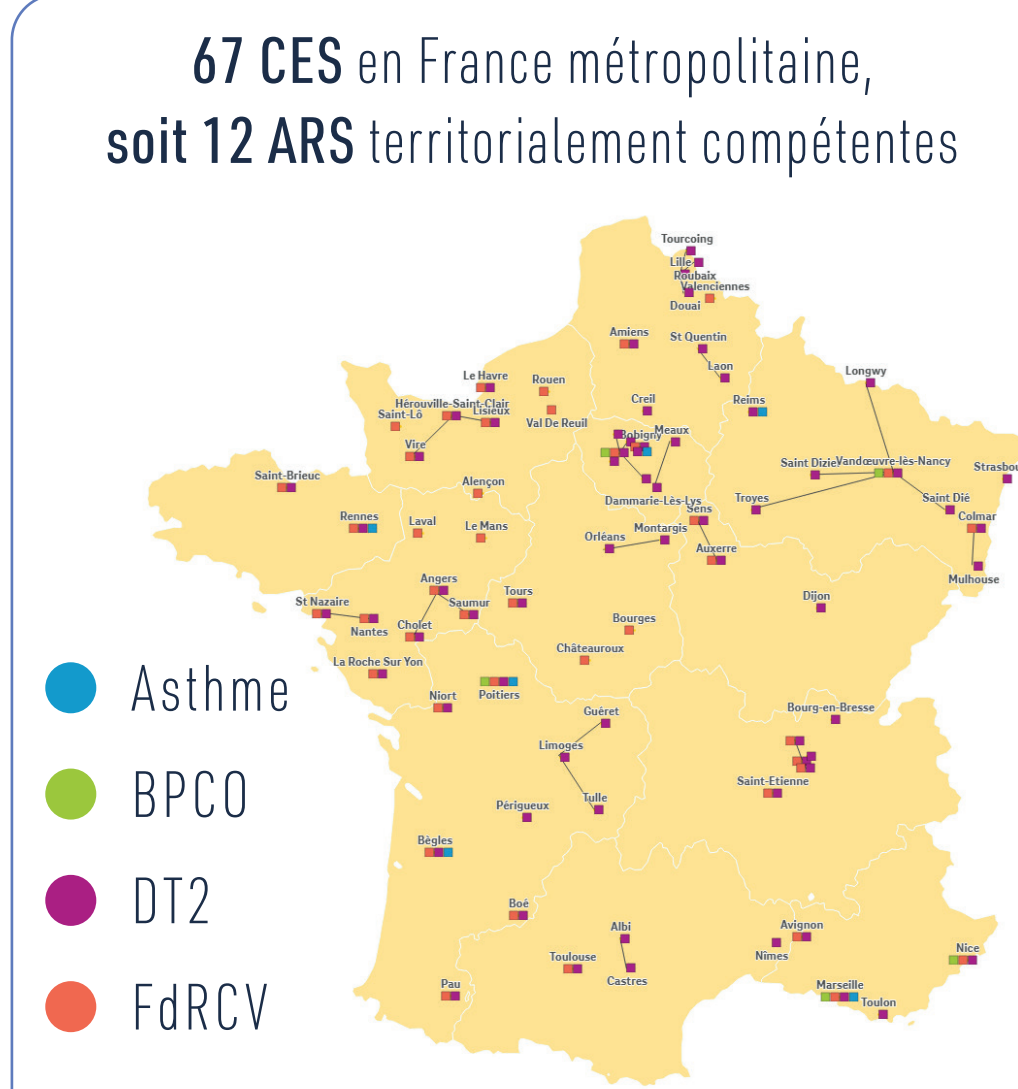 67 CES en France métropolitaine,
soit 12 ARS territorialement compétentes
Tourcoing
Lille
Roubaix
Valenciennes
Douai
Amiens
St Quentin
Laon
Longwy
Le Havre
Rouen
Creil
Reims
Hérouville-Saint-Clair
Lisieux
Saint-Lô
Val De Reuil
Bobigny
Meaux
Vire
Saint Dizier
Vandœuvre-lès-Nancy
Strasbou
Saint-Brieuc
Alençon
Dammarie-Lès-Lys
Troyes
Saint Dié
Sens
Rennes
Laval
Le Mans
Montargis
Orléans
Colmar
Auxerre
Mulhouse
Angers
Tours
Dijon
St Nazaire
Saumur
Nantes
Cholet
Bourges
Châteauroux
La Roche Sur Yon
Niort
Poitiers
Asthme
Guéret
Bourg-en-Bresse
Limoges
Saint-Etienne
BPCO
Périgueux
Tulle
Bègles
DT2
Boé
Albi
Avignon
Nîmes
Nice
Toulouse
Castres
Pau
Marseille
Toulon
FdRCV